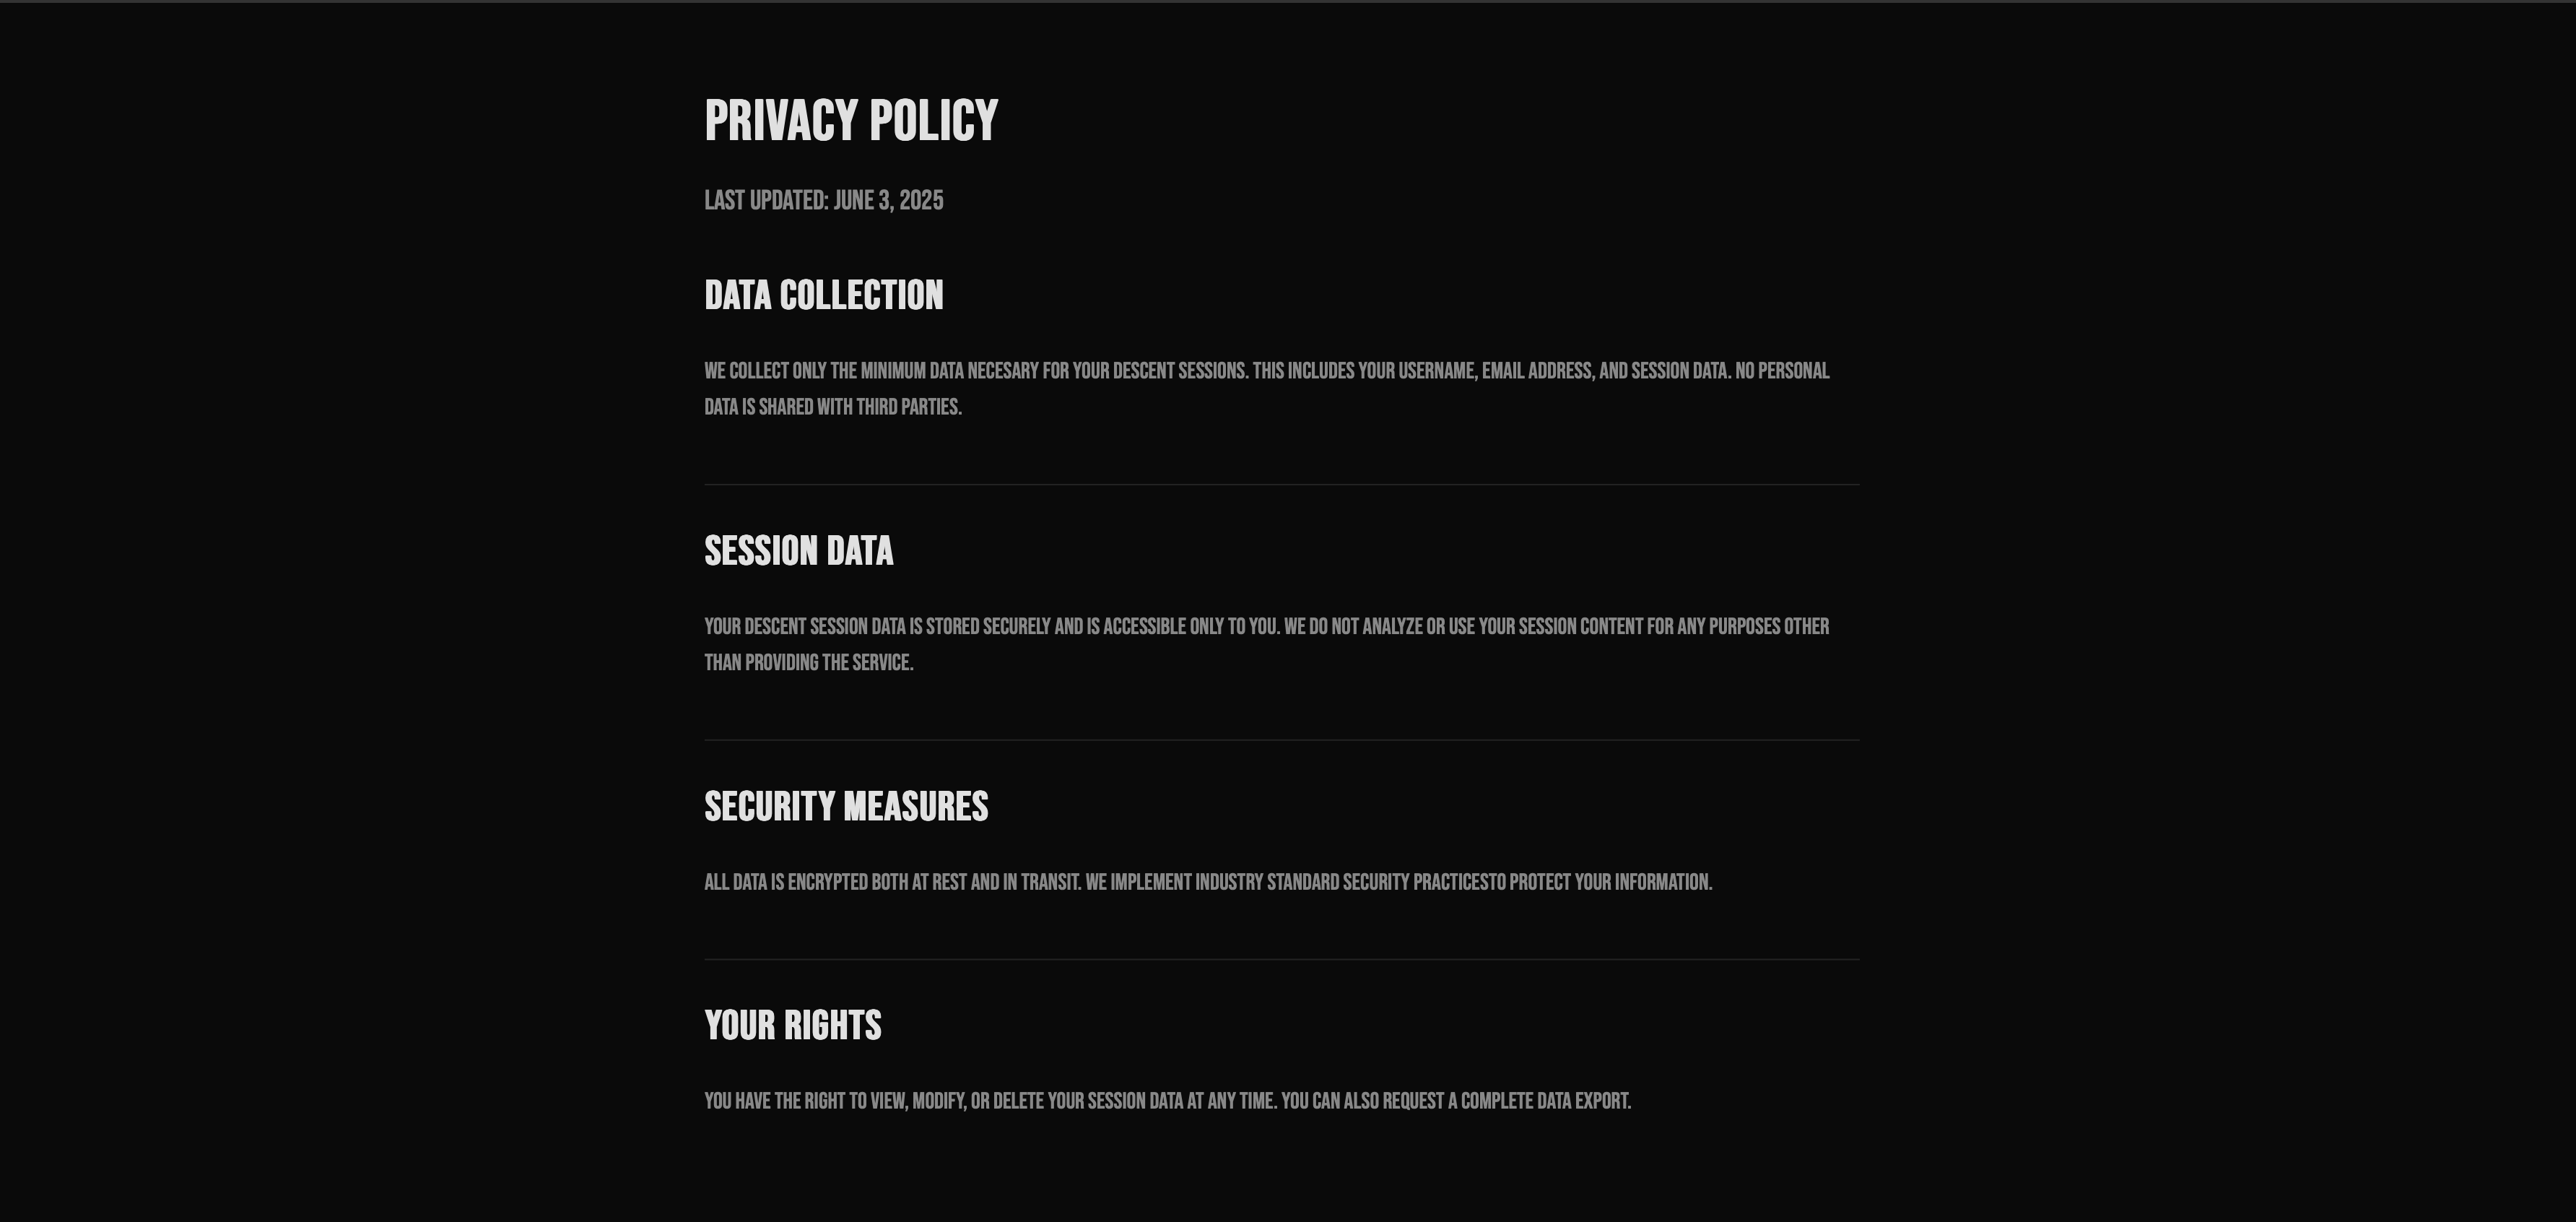 PRIVACY POLICY
LAST UPDATED: JUNE 3, 2025
DATA COLLECTION
WE COLLECT ONLY THE MINIMUM DATA NECESARY FOR YOUR DESCENT SESSIONS. THIS INCLUDES YOUR USERNAME, EMAIL ADDRESS, AND SESSION DATA. NO PERSONAL
DATA IS SHARED WITH THIRD PARTIES.
SESSION DATA
YOUR DESCENT SESSION DATA IS STORED SECURELY AND IS ACCESSIBLE ONLY TO YOU. WE DO NOT ANALYZE OR USE YOUR SESSION CONTENT FOR ANY PURPOSES OTHER
THAN PROVIDING THE SERVICE.
SECURITY MEASURES
ALL DATA IS ENCRYPTED BOTH AT REST AND IN TRANSIT. WE IMPLEMENT INDUSTRY STANDARD SECURITY PRACTICESTO PROTECT YOUR INFORMATION.
YOUR RIGHTS
YOU HAVE THE RIGHT TO VIEW, MODIFY, OR DELETE YOUR SESSION DATA AT ANY TIME. YOU CAN ALSO REQUEST A COMPLETE DATA EXPORT.